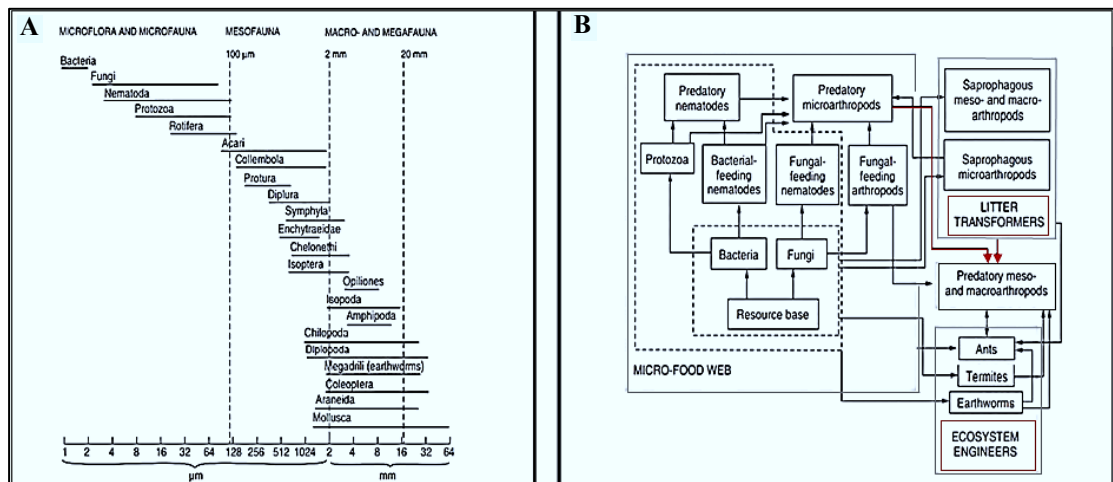 A
MICROFLORA AND MICROFAUNA
MESOFAUNA
MACRO- AND MEGAFAUNA
100 µm
2 mm
20 mm
Bacteria
Fungi
Nematoda
Protozoa
Rotifera
Acari
Collembola
Protura
Diplura
Symphyla
Enchytraeidae
Chelonethi
Isoptera
Opiliones
Isopoda
Amphipoda
Chilopoda
Diplopoda
Megadrili (earthworms)
Coleoptera
Araneida
Mollusca
1 2 4 8 16 32 64 128 256 512 1024 2 4 8 16 32 64
µm
mm
B
Predatory
nematodes
Predatory
microarthropods
Saprophagous
meso- and macro-
arthropods
Protozoa
Bacterial-
feeding
nematodes
Fungal-
feeding
nematodes
Fungal-
feeding
arthropods
Saprophagous
microarthropods
LITTER
TRANSFORMERS
Bacteria
Fungi
Predatory meso-
and macroarthropods
Resource base
Ants
MICRO-FOOD WEB
Termites
Earthworms
ECOSYSTEM
ENGINEERS